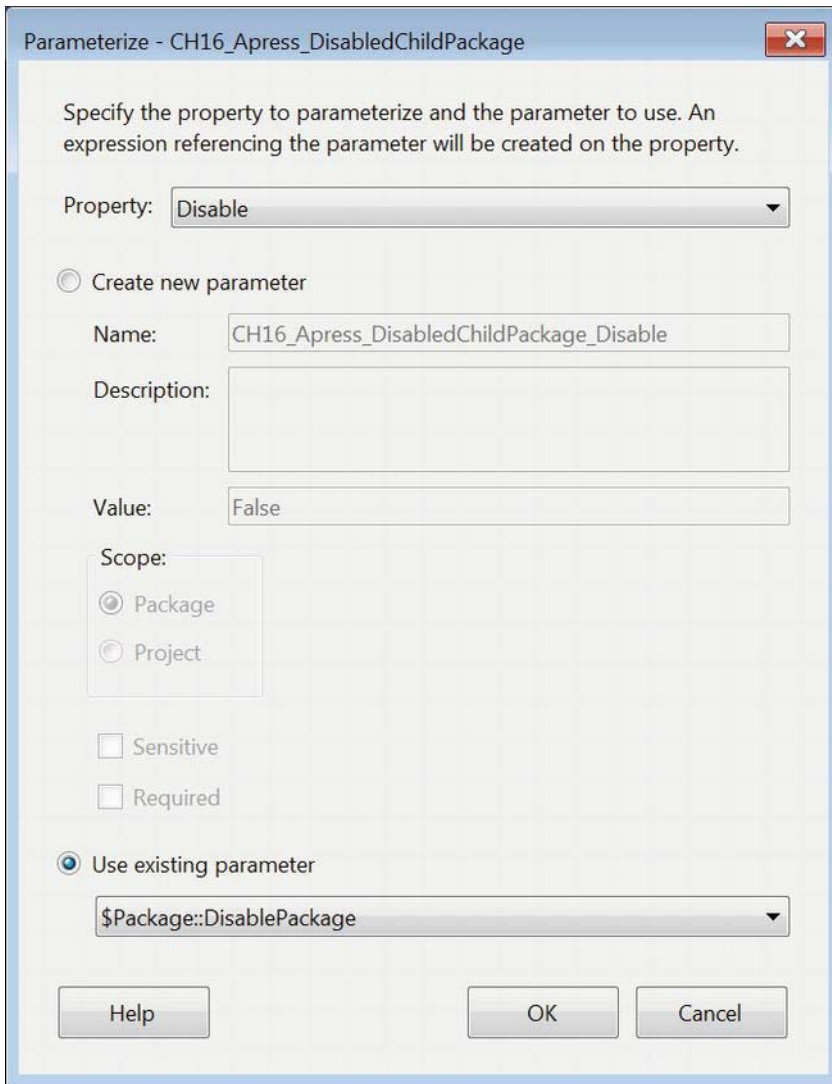 Parameterize - CH16_Apress_DisabledChildPackage
Specify the property to parameterize and the parameter to use. An
expression referencing the parameter will be created on the property.
Property: Disable
Create new parameter
Name: CH16_Apress_DisabledChildPackage_Disable
Description:
Value: False
Scope:
Package
Project
Sensitive
Required
Use existing parameter
$Package::DisablePackage
Help OK Cancel